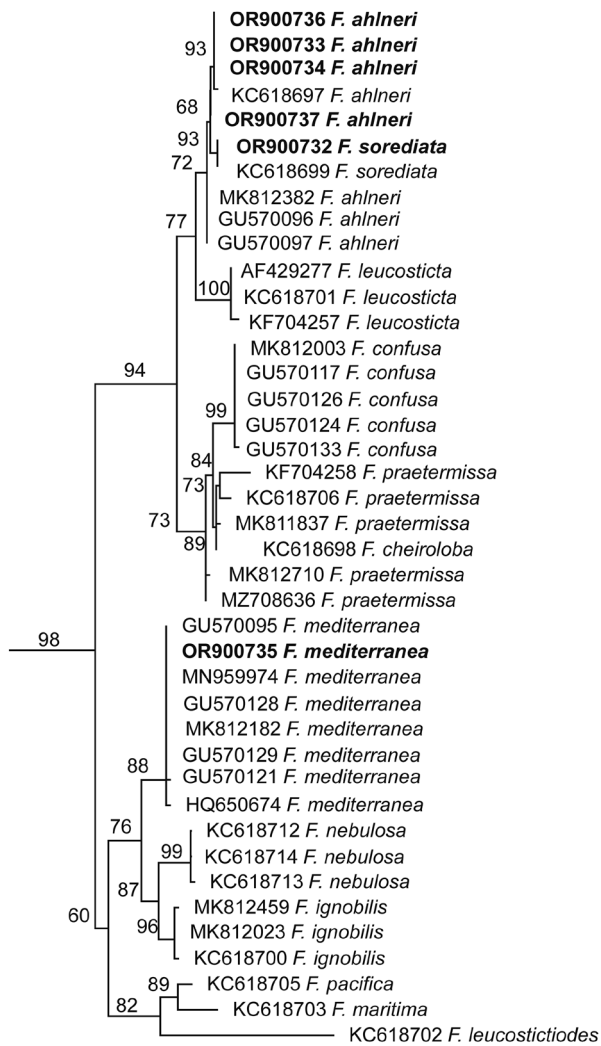 OR900736 F. ahlneri
OR900733 F. ahlneri
93
OR900734 F. ahlneri
KC618697 F. ahlneri
68
OR900737 F. ahlneri
93
OR900732 F. sorediata
72
KC618699 F. sorediata
MK812382 F. ahlneri
77
GU570096 F. ahlneri
GU570097 F. ahlneri
AF429277 F. leucosticta
100
KC618701 F. leucosticta
KF704257 F. leucosticta
MK812003 F. confusa
94
GU570117 F. confusa
GU570126 F. confusa
99
GU570124 F. confusa
GU570133 F. confusa
84
KF704258 F. praetermissa
73
KC618706 F. praetermissa
73
MK811837 F. praetermissa
89
KC618698 F. cheiroloba
MK812710 F. praetermissa
MZ708636 F. praetermissa
GU570095 F. mediterranea
98
OR900735 F. mediterranea
MN959974 F. mediterranea
GU570128 F. mediterranea
MK812182 F. mediterranea
GU570129 F. mediterranea
88
GU570121 F. mediterranea
HQ650674 F. mediterranea
76
KC618712 F. nebulosa
99
KC618714 F. nebulosa
KC618713 F. nebulosa
87
MK812459 F. ignobilis
60
96
MK812023 F. ignobilis
KC618700 F. ignobilis
89
KC618705 F. pacifica
82
KC618703 F. maritima
KC618702 F. leucostictiodes